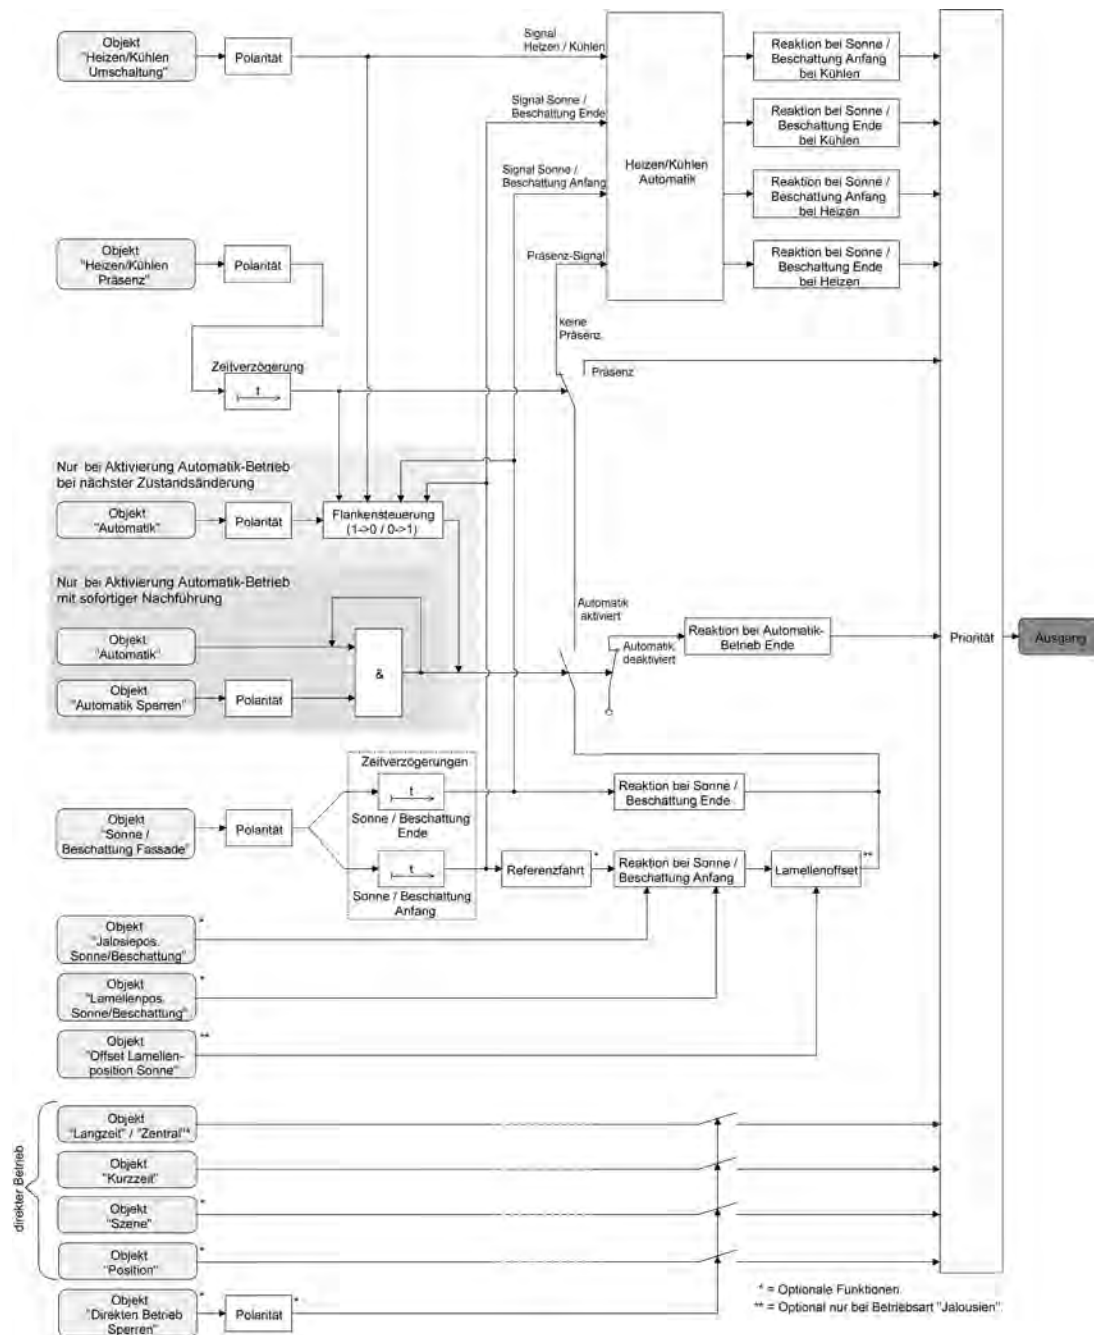 Objekt
"Heizen/Kühlen
Umschaltung"
Polarität
Signal
Heizen / Kühlen
Reaktion bei Sonne /
Beschattung Anfang
bei Kühlen
Signal Sonne /
Beschattung Ende
Reaktion bei Sonne /
Beschattung Ende
bei Kühlen
Heizen/Kühlen
Automatik
Signal Sonne /
Beschattung Anfang
Reaktion bei Sonne /
Beschattung Anfang
bei Heizen
Objekt
"Heizen/Kühlen
Präsenz"
Polarität
Präsenz-Signal
Reaktion bei Sonne /
Beschattung Ende
bei Heizen
keine
Präsenz
Präsenz
Zeitverzögerung
t
Nur bei Aktivierung Automatik-Betrieb
bei nächster Zustandsänderung
Objekt
"Automatik"
Polarität
Flankensteuerung
(1->0 / 0->1)
Nur bei Aktivierung Automatik-Betrieb
mit sofortiger Nachführung
Objekt
"Automatik"
&
Objekt
"Automatik Sperren"
Polarität
Automatik
aktiviert
Automatik
deaktiviert
Reaktion bei Automatik-
Betrieb Ende
Priorität
Ausgang
Zeitverzögerungen
t
Sonne / Beschattung
Ende
Reaktion bei Sonne /
Beschattung Ende
Objekt
"Sonne /
Beschattung Fassade"
Polarität
t
Sonne / Beschattung
Anfang
Referenzfahrt
*
Reaktion bei Sonne /
Beschattung Anfang
Lamellenoffset
**
Objekt
"Jalosiepos.
Sonne/Beschattung"
*
Objekt
"Lamellenpos.
Sonne/Beschattung"
*
Objekt
"Offset Lamellen-
position Sonne"
**
direkter Betrieb
Objekt
"Langzeit" / "Zentral"*
Objekt
"Kurzzeit"
Objekt
"Szene"
*
Objekt
"Position"
*
Objekt
"Direkten Betrieb
Sperren"
*
Polarität
*
* = Optionale Funktionen
** = Optional nur bei Betriebsart "Jalousien"